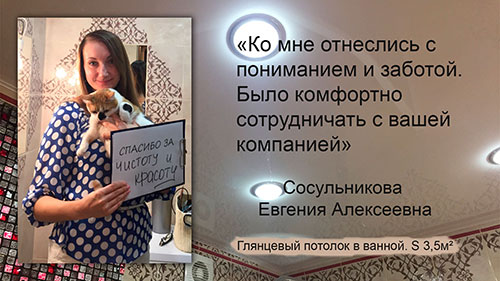 СПАСИБО ЗА
ЧИСТОТУ И
КРАСОТУ
«Ко мне отнеслись с
пониманием и заботой.
Было комфортно
сотрудничать с вашей
компанией»
Сосульникова
Евгения Алексеевна
Глянцевый потолок в ванной. S 3,5м²